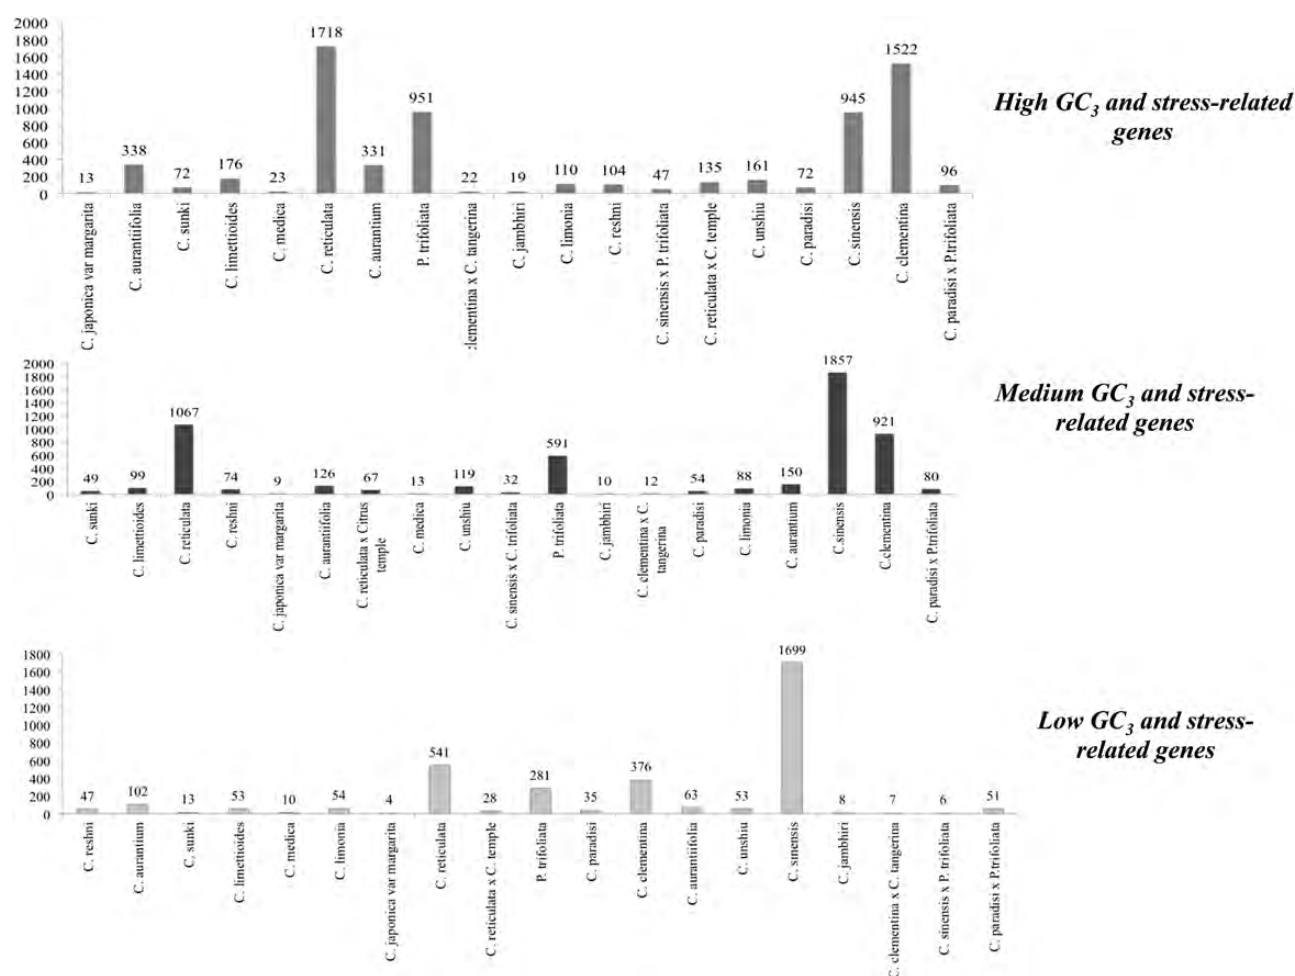 2000
1800
1600
1400
1200
1000
800
600
400
200
0
13
338
72
176
23
1718
331
951
22
19
110
104
47
135
161
72
945
1522
96
C. japonica var margarita
C. aurantiifolia
C. sunki
C. limettioides
C. medica
C. reticulata
C. aurantium
P. trifoliata
:lementina x C. tangerina
C. jambhiri
C. limonia
C. reshni
C. sinensis x P. trifoliata
C. reticulata x C. temple
C. unshiu
C. paradisi
C. sinensis
C. clementina
C. paradisi x P.trifoliata
High GC3 and stress-related
genes
2000
1800
1600
1400
1200
1000
800
600
400
200
0
49
99
1067
74
9
126
67
13
119
32
591
10
12
54
88
150
1857
921
80
C. sunki
C. limettioides
C. reticulata
C. reshni
C. japonica var margarita
C. aurantiifolia
C. reticulata x Citrus
temple
C. medica
C. unshiu
C. sinensis x C. trifoliata
P. trifoliata
C. jambhiri
C. clementina x C.
tangerina
C. paradisi
C. limonia
C. aurantium
C.sinensis
C.clementina
C. paradisi x P.trifoliata
Medium GC3 and stress-
related genes
1800
1600
1400
1200
1000
800
600
400
200
0
47
102
13
53
10
54
4
541
28
281
35
376
63
53
1699
8
7
6
51
C. reshni
C. aurantium
C, sunki
C. limettioides
C. medica
C. limonia
C. japonica var margarita
C. reticulata
C. reticulata x C. temple
P. trifoliata
C. paradisi
C. clementina
C. aurantiifolia
C. unshiu
C. sinensis
C. jambhiri
C. clementina x C. tangerina
C. sinensis x P. trifoliata
C. paradisi x P.trifoliata
Low GC3 and stress-
related genes